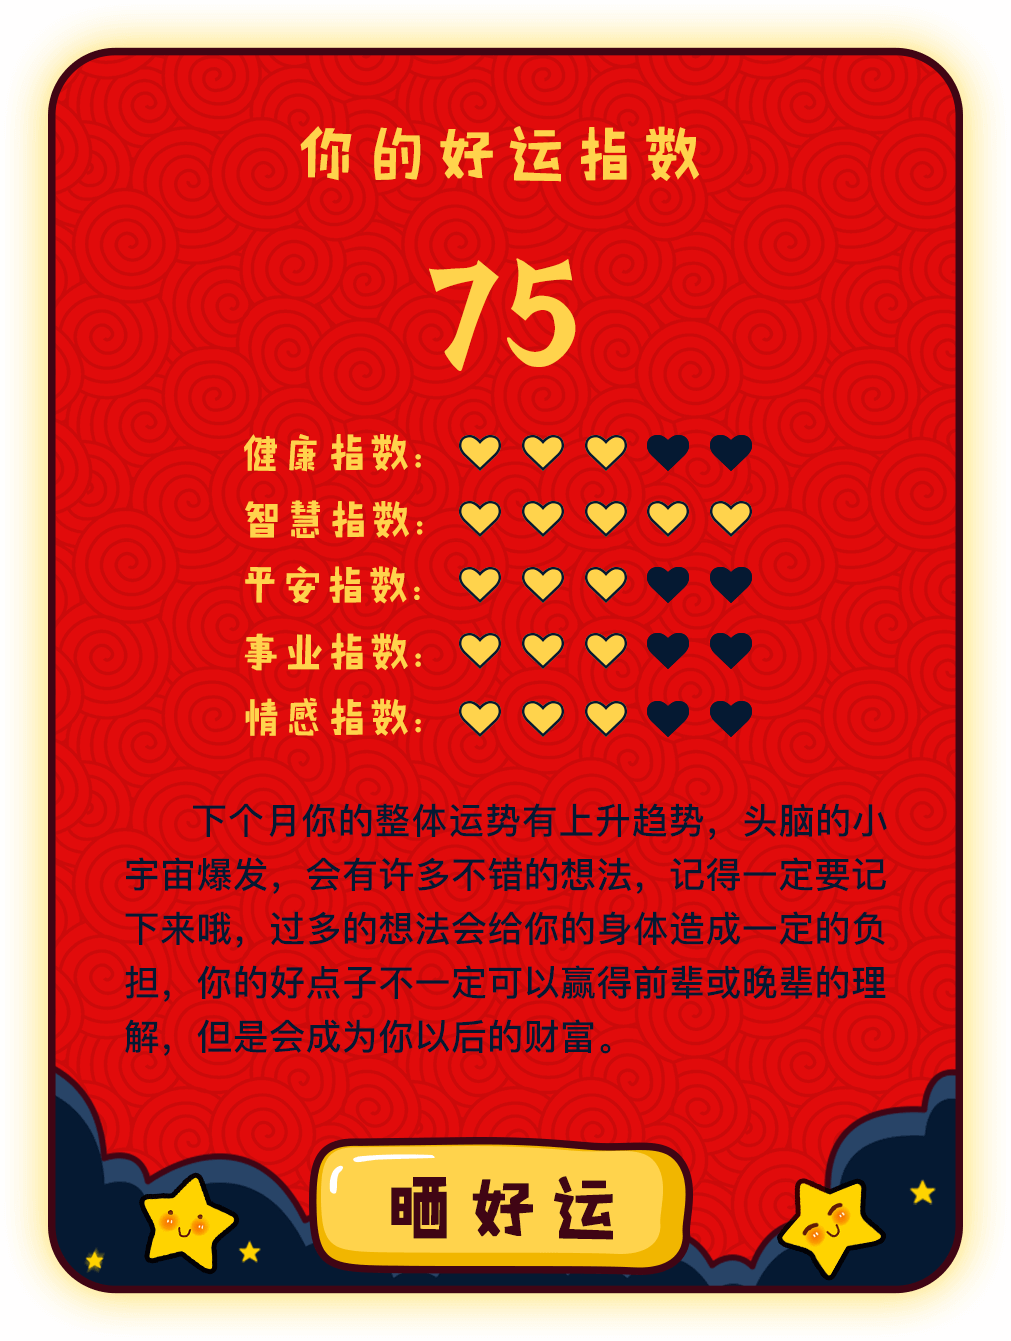 你的好运指数
75
健康指数：
智慧指数：
平安指数：
事业指数：
情感指数：
下个月你的整体运势有上升趋势，头脑的小
宇宙爆发，会有许多不错的想法，记得一定要记
下来哦，过多的想法会给你的身体造成一定的负
担，你的好点子不一定可以赢得前辈或晚辈的理
解，但是会成为你以后的财富。
晒好运